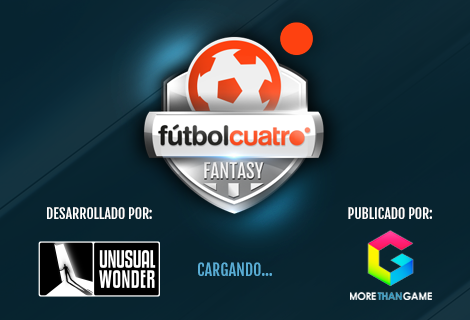 fútbolcuatro
FANTASY
DESARROLLADO POR:
PUBLICADO POR:
UNUSUAL
WONDER
CARGANDO...
MORETHANGAME